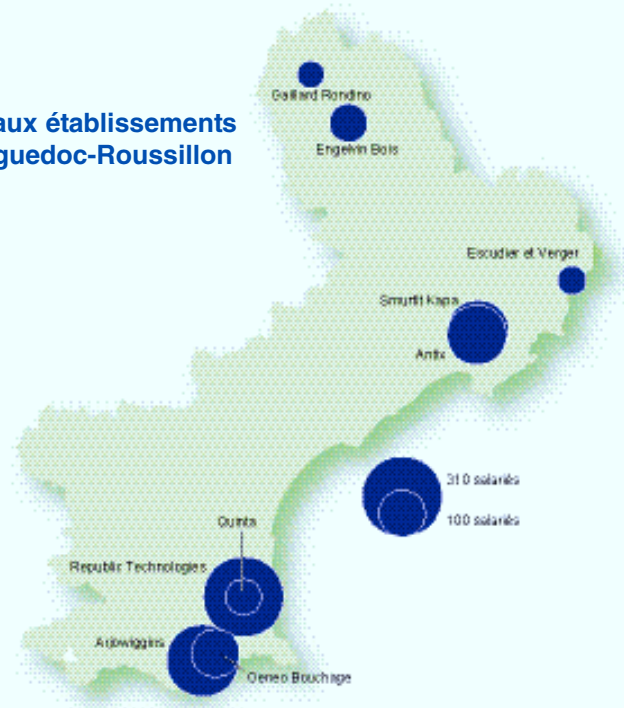 aux établissements
guedoc-Roussillon
Gaillard Rondino
Engelvin Bois
Escudier et Verger
Smurfit Kapa
Antix
310 salariés
100 salariés
Quinta
Republic Technologies
Arjowiggins
Oeneo Bouchage